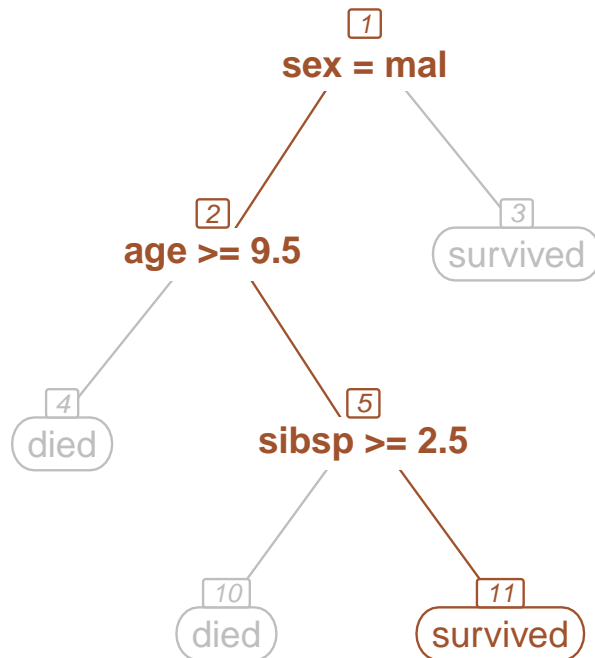 1
sex = mal
2
3
age >= 9.5
survived
4
5
died
sibsp >= 2.5
10
11
died
survived